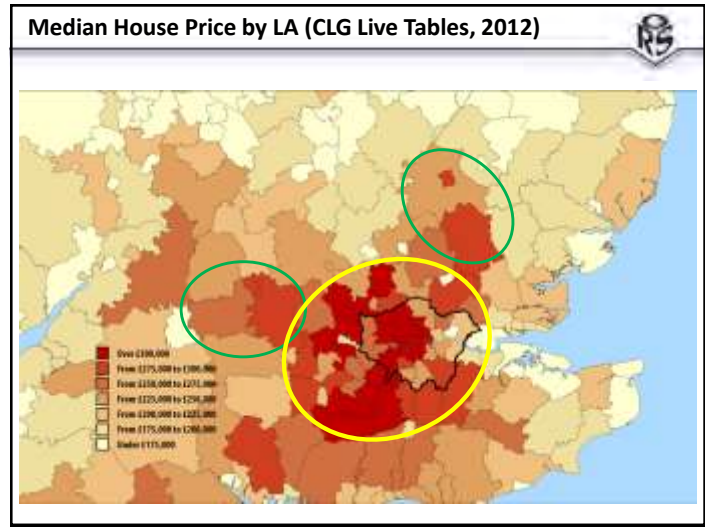 Median House Price by LA (CLG Live Tables, 2012)
ORS
Over £300,000
From £275,000 to £300,000
From £250,000 to £275,000
From £225,000 to £250,000
From £200,000 to £225,000
From £175,000 to £200,000
Under £175,000